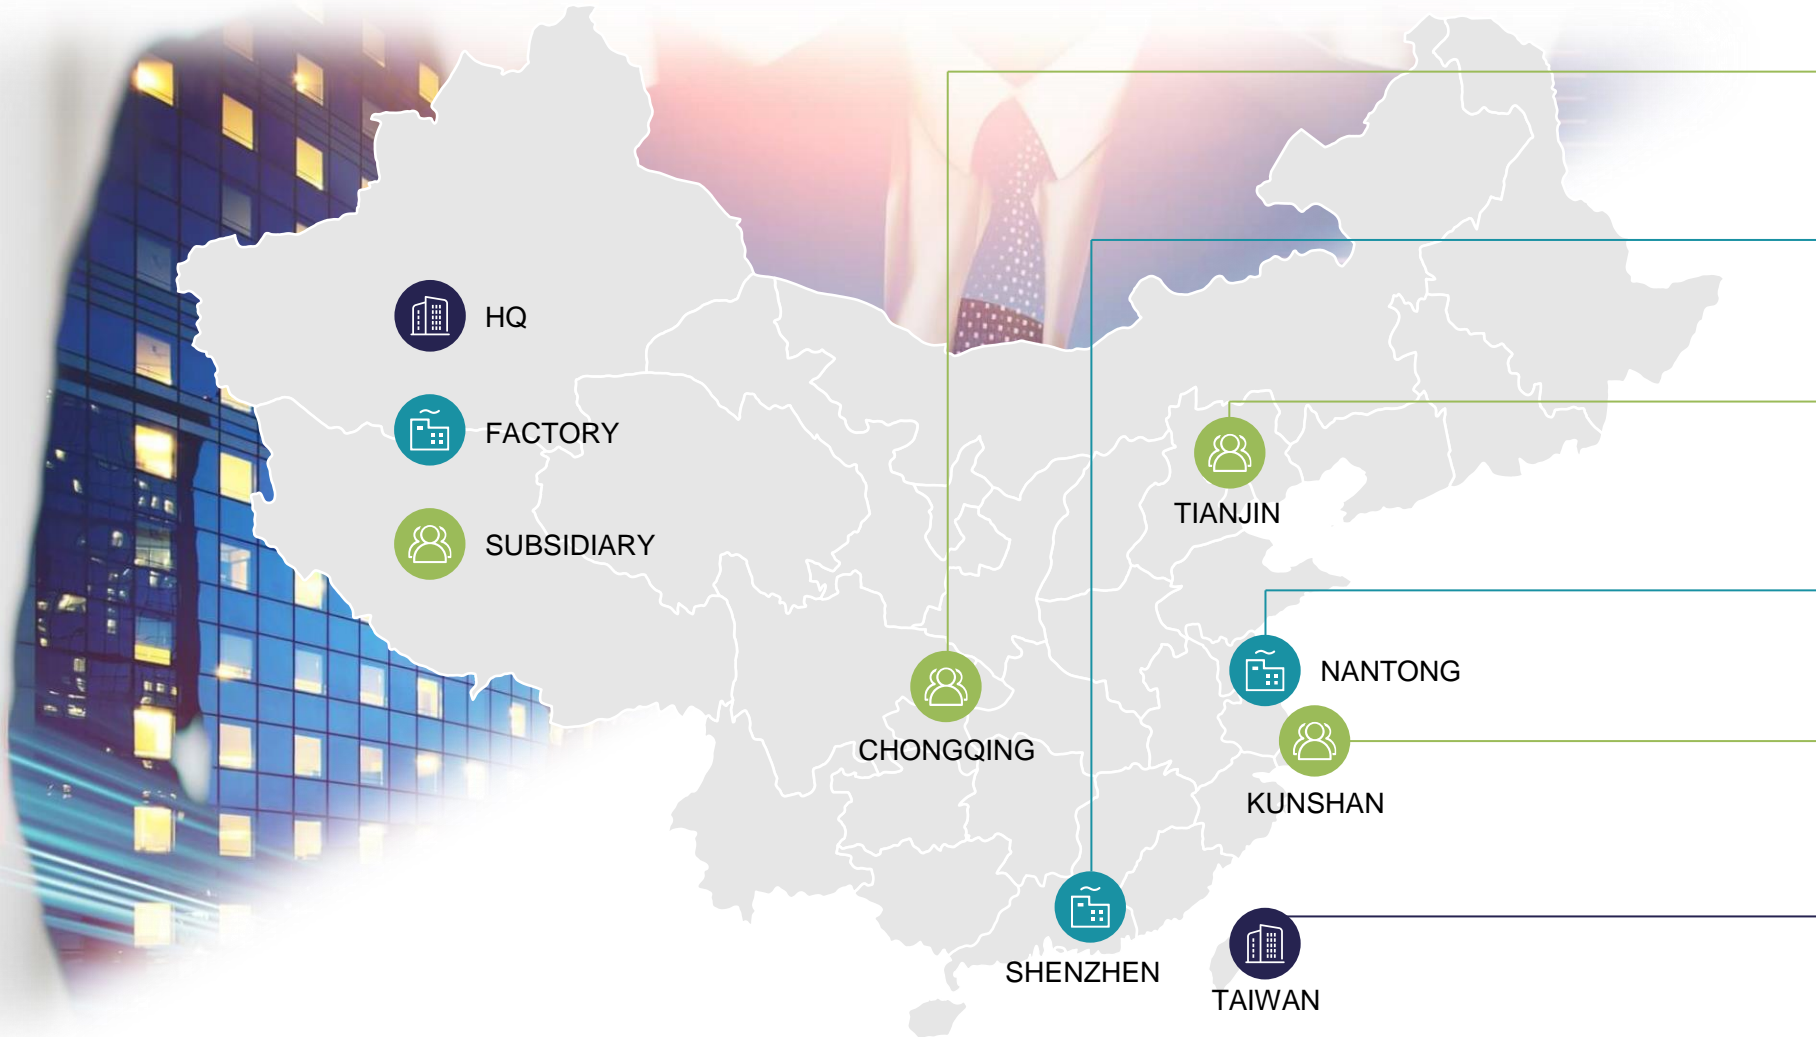 HQ
FACTORY
SUBSIDIARY
TIANJIN
NANTONG
CHONGQING
KUNSHAN
SHENZHEN
TAIWAN